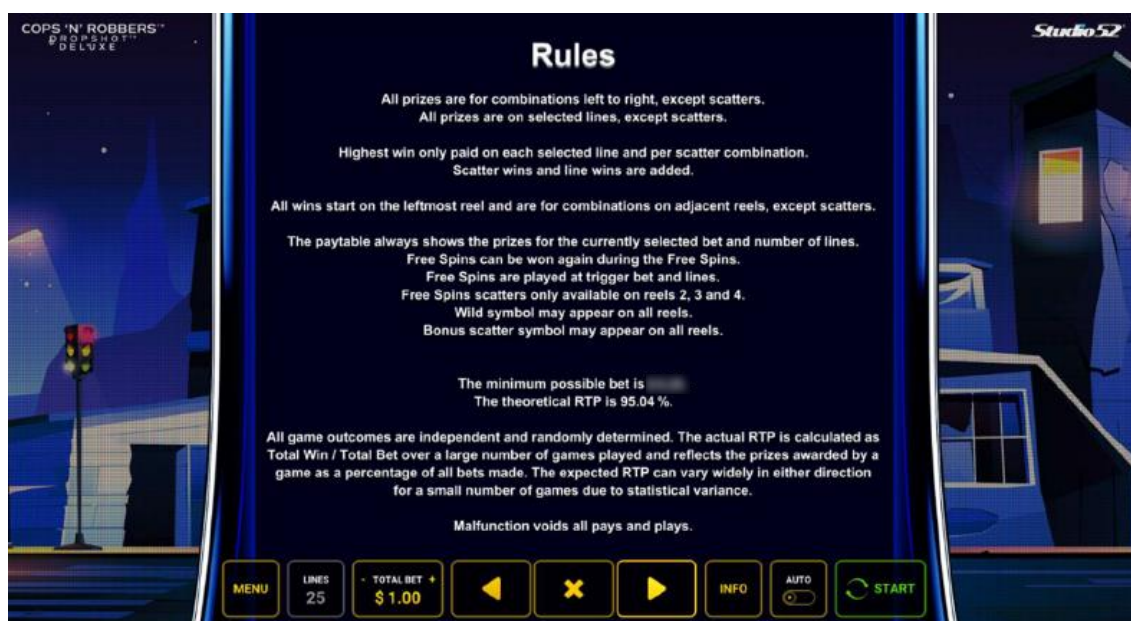 COPS 'N' ROBBERS™
DROPSHOT™
DELUXE
Studio 52
Rules
All prizes are for combinations left to right, except scatters.
All prizes are on selected lines, except scatters.
Highest win only paid on each selected line and per scatter combination.
Scatter wins and line wins are added.
All wins start on the leftmost reel and are for combinations on adjacent reels, except scatters.
The paytable always shows the prizes for the currently selected bet and number of lines.
Free Spins can be won again during the Free Spins.
Free Spins are played at trigger bet and lines.
Free Spins scatters only available on reels 2, 3 and 4.
Wild symbol may appear on all reels.
Bonus scatter symbol may appear on all reels.
The minimum possible bet is
The theoretical RTP is 95.04 %.
All game outcomes are independent and randomly determined. The actual RTP is calculated as
Total Win / Total Bet over a large number of games played and reflects the prizes awarded by a
game as a percentage of all bets made. The expected RTP can vary widely in either direction
for a small number of games due to statistical variance.
Malfunction voids all pays and plays.
MENU
LINES
25
- TOTAL BET +
$ 1.00
INFO
AUTO
START